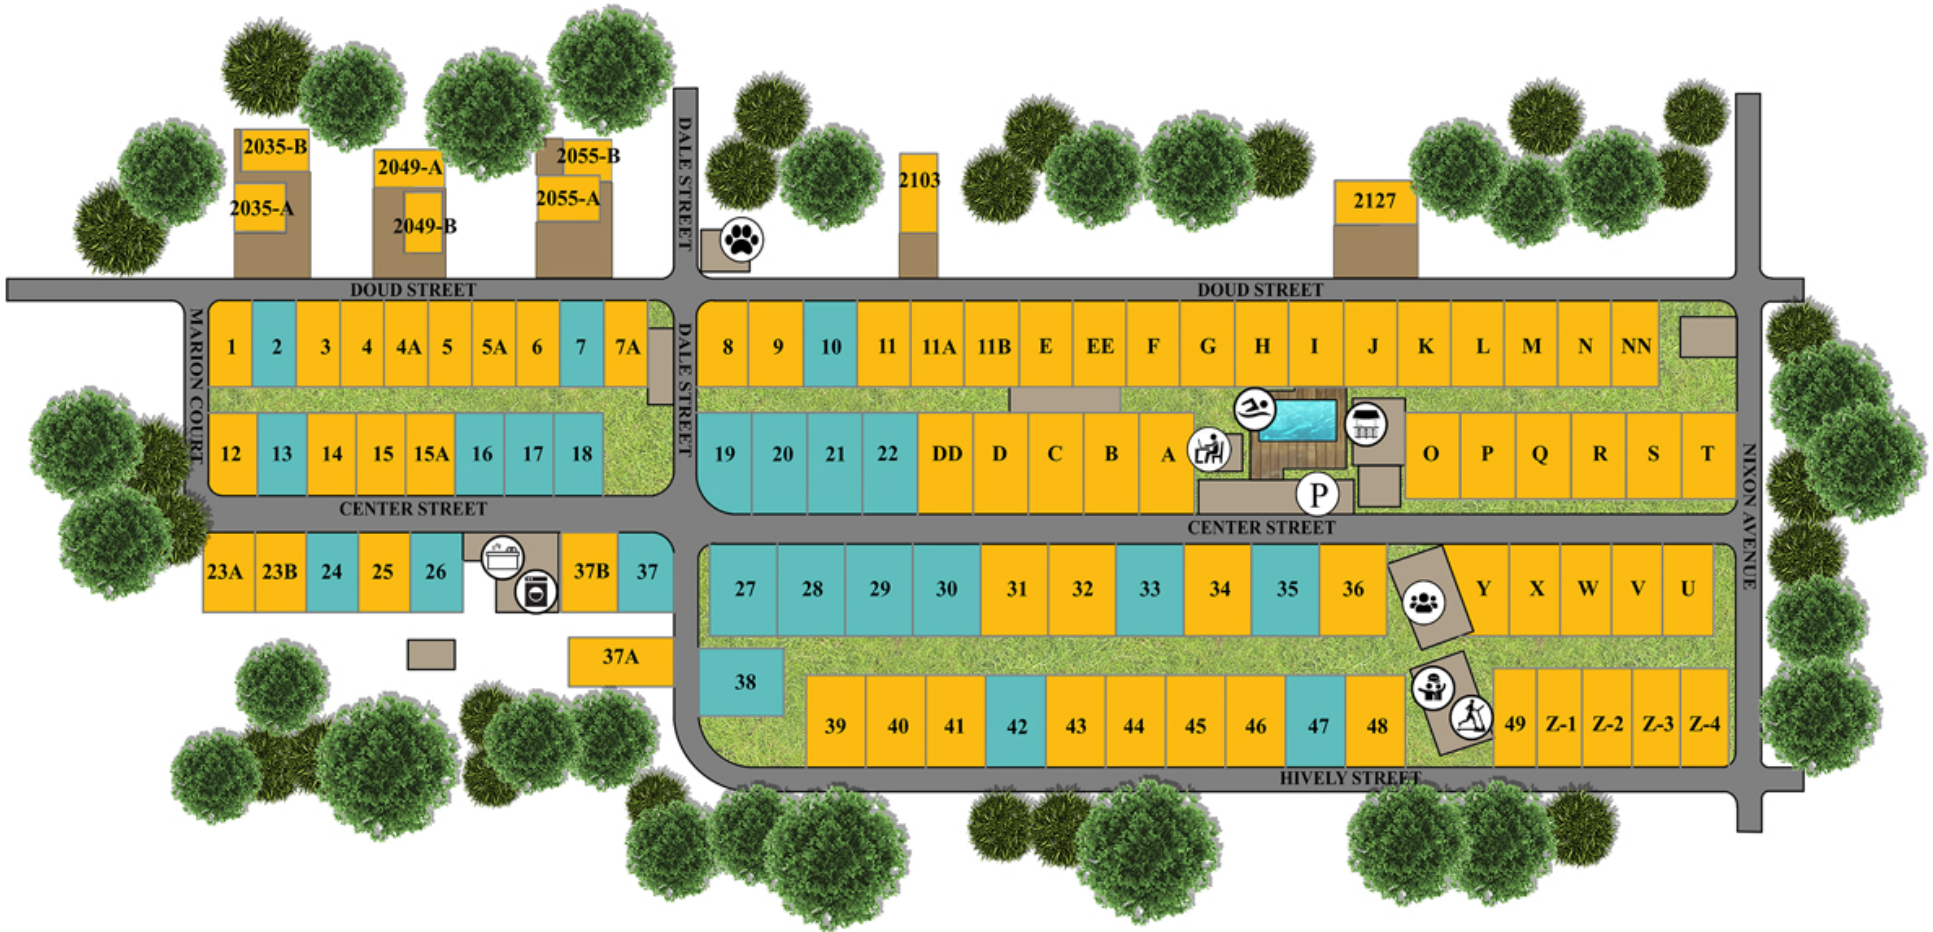 2035-B
2049-A
2055-B
2035-A
2049-B
2055-A
DALE STREET
2103
2127
DOUD STREET
DOUD STREET
MARION COURT
1 2 3 4 4A 5 5A 6 7 7A
DALE STREET
8 9 10 11 11A 11B E EE F G H I J K L M N NN
12 13 14 15 15A 16 17 18
19 20 21 22 DD D C B A
O P Q R S T
P
NIXON AVENUE
CENTER STREET
CENTER STREET
23A 23B 24 25 26 37B 37
27 28 29 30 31 32 33 34 35 36 Y X W V U
37A
38
39 40 41 42 43 44 45 46 47 48 49 Z-1 Z-2 Z-3 Z-4
HIVELY STREET